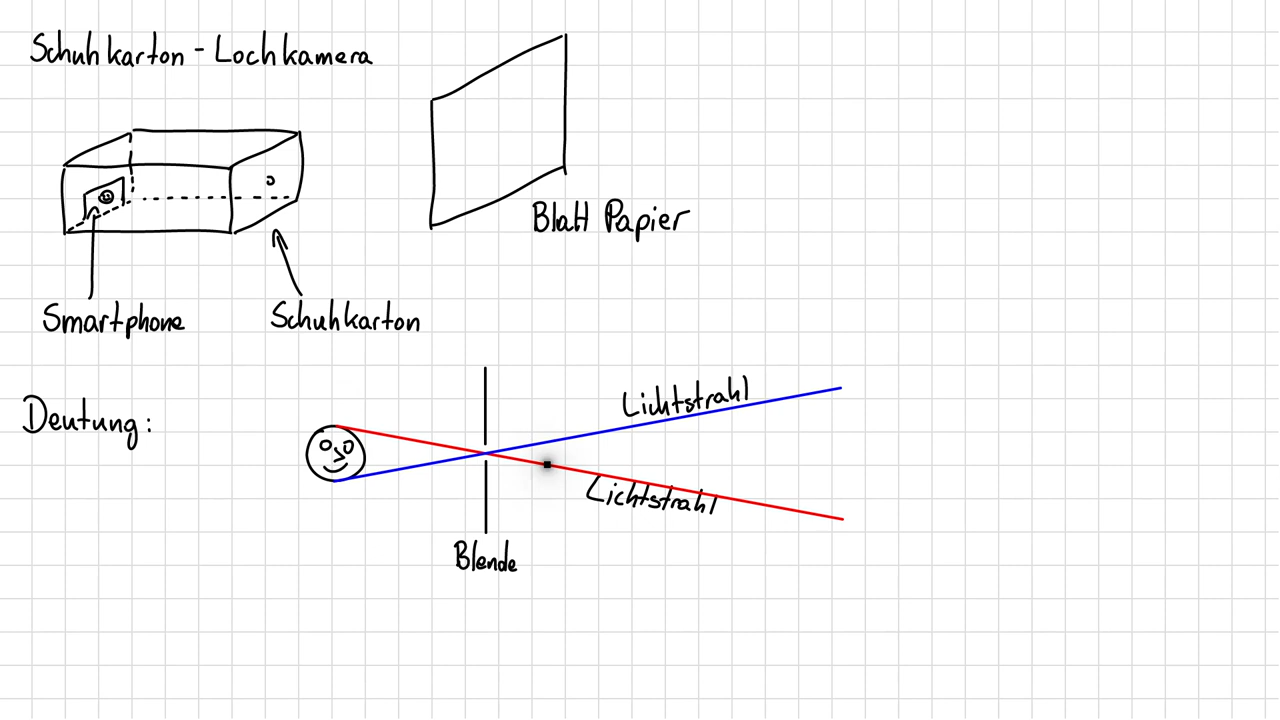 Schuhkarton - Lochkamera
Blatt Papier
Smartphone
Schuhkarton
Deutung:
Lichtstrahl
Lichtstrahl
Blende